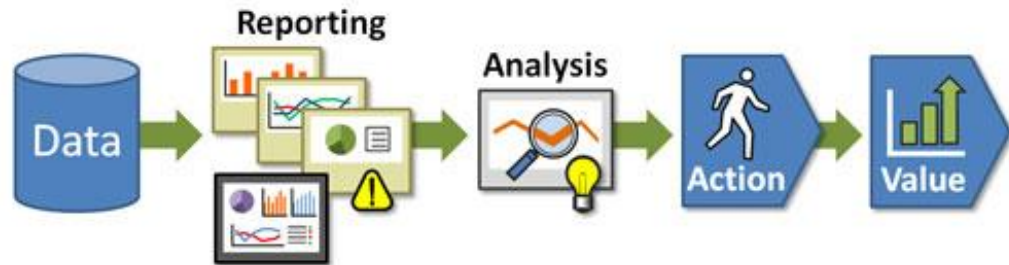 Data
Reporting
Analysis
Action
Value